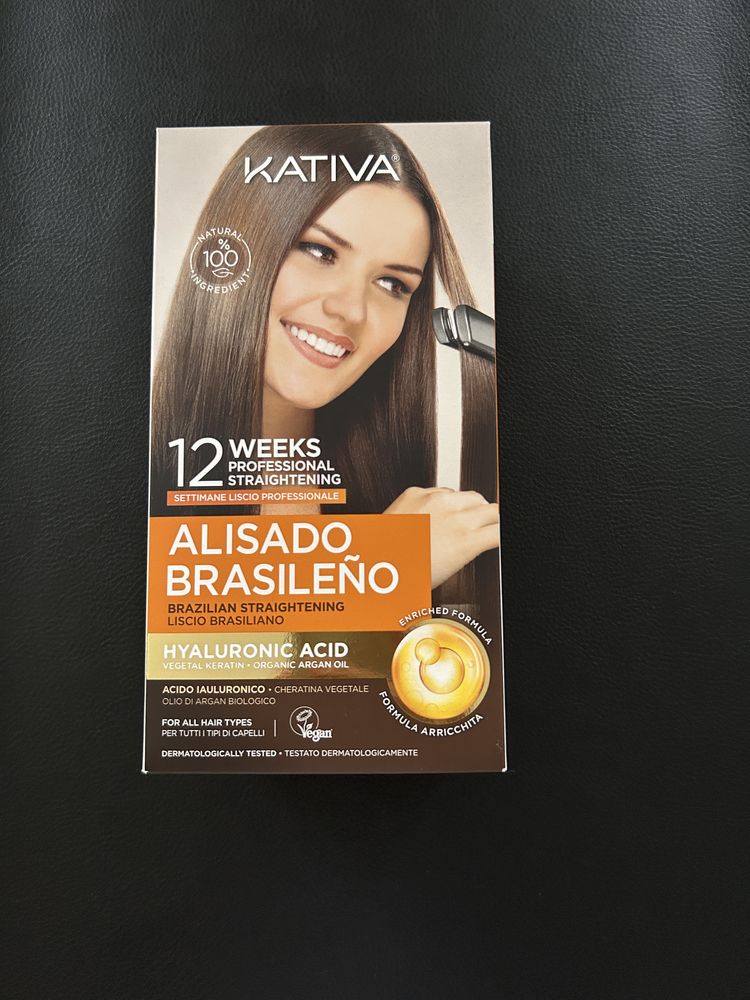 KATIVA®
NATURAL
%
100
INGREDIENT
12 WEEKS
PROFESSIONAL
STRAIGHTENING
SETTIMANE LISCIO PROFESSIONALE
ALISADO
BRASILEÑO
BRAZILIAN STRAIGHTENING
LISCIO BRASILIANO
ENRICHED FORMULA
HYALURONIC ACID
VEGETAL KERATIN • ORGANIC ARGAN OIL
ACIDO IAULURONICO • CHERATINA VEGETALE
OLIO DI ARGAN BIOLOGICO
FORMULA ARRICCHITA
FOR ALL HAIR TYPES
PER TUTTI I TIPI DI CAPELLI
Vegan
DERMATOLOGICALLY TESTED • TESTATO DERMATOLOGICAMENTE